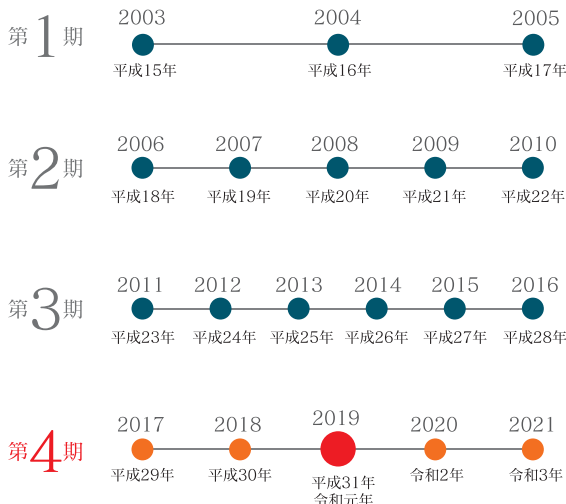 第1期
2003 2004 2005
平成15年 平成16年 平成17年
第2期
2006 2007 2008 2009 2010
平成18年 平成19年 平成20年 平成21年 平成22年
第3期
2011 2012 2013 2014 2015 2016
平成23年 平成24年 平成25年 平成26年 平成27年 平成28年
第4期
2017 2018 2019 2020 2021
平成29年 平成30年 平成31年 令和2年 令和3年
令和元年